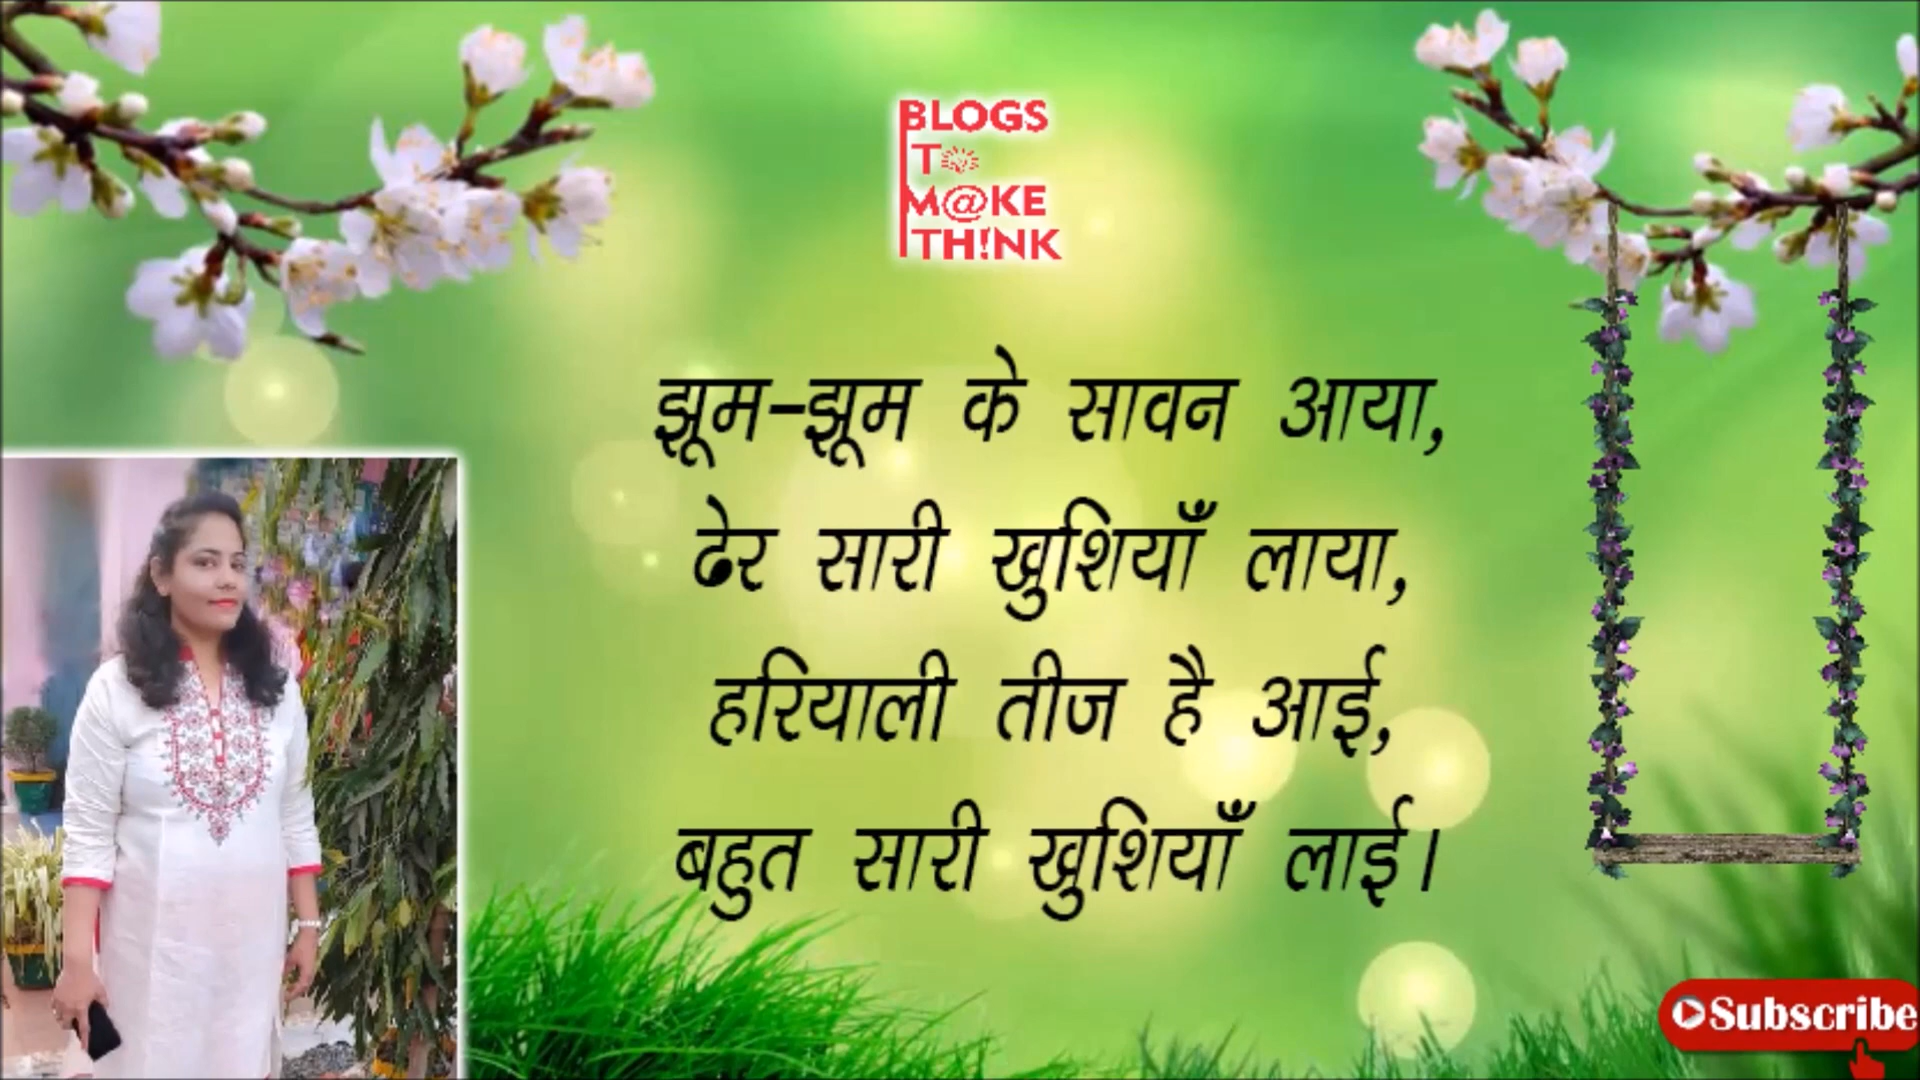 BLOGS
TO
M@KE
TH!NK
झूम-झूम के सावन आया,
ढेर सारी खुशियाँ लाया,
हरियाली तीज है आई,
बहुत सारी खुशियाँ लाई।
Subscribe